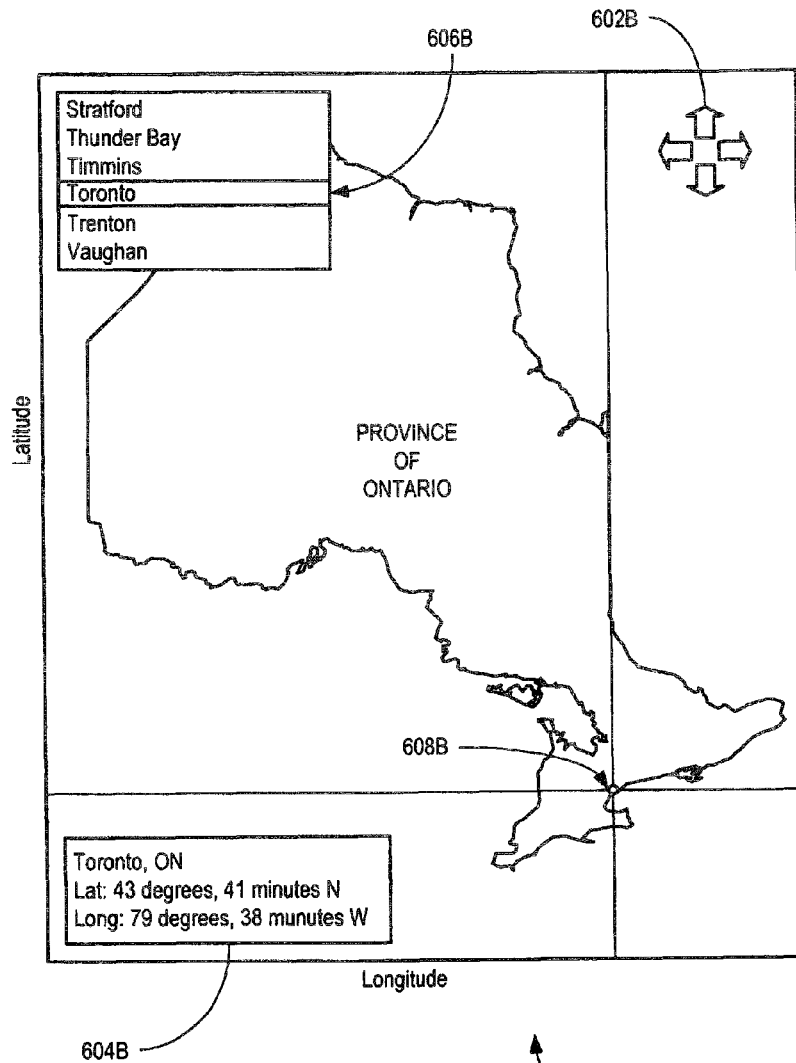 602B
606B
Stratford
Thunder Bay
Timmins
Toronto
Trenton
Vaughan
Latitude
PROVINCE
OF
ONTARIO
608B
Toronto, ON
Lat: 43 degrees, 41 minutes N
Long: 79 degrees, 38 munutes W
Longitude
604B